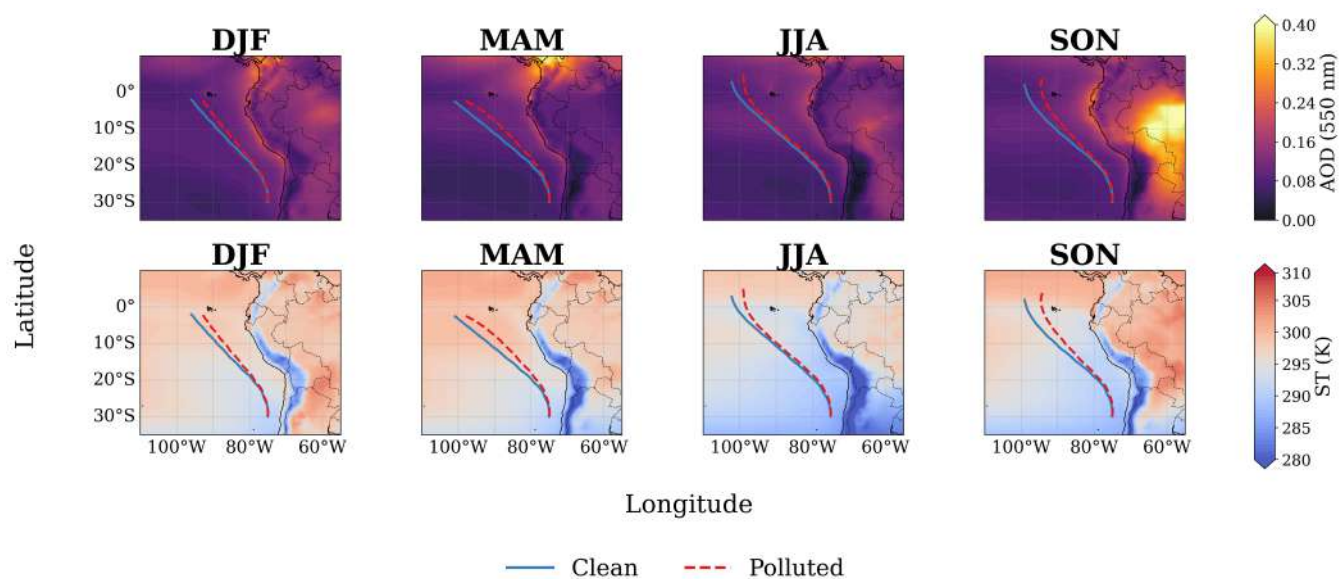 DJF MAM JJA SON
0°
10°S
20°S
30°S
0.40
0.32
0.24
0.16
0.08
0.00
AOD (550 nm)
Latitude
DJF MAM JJA SON
0°
10°S
20°S
30°S
310
305
300
295
290
285
280
ST (K)
100°W 80°W 60°W 100°W 80°W 60°W 100°W 80°W 60°W 100°W 80°W 60°W
Longitude
Clean Polluted